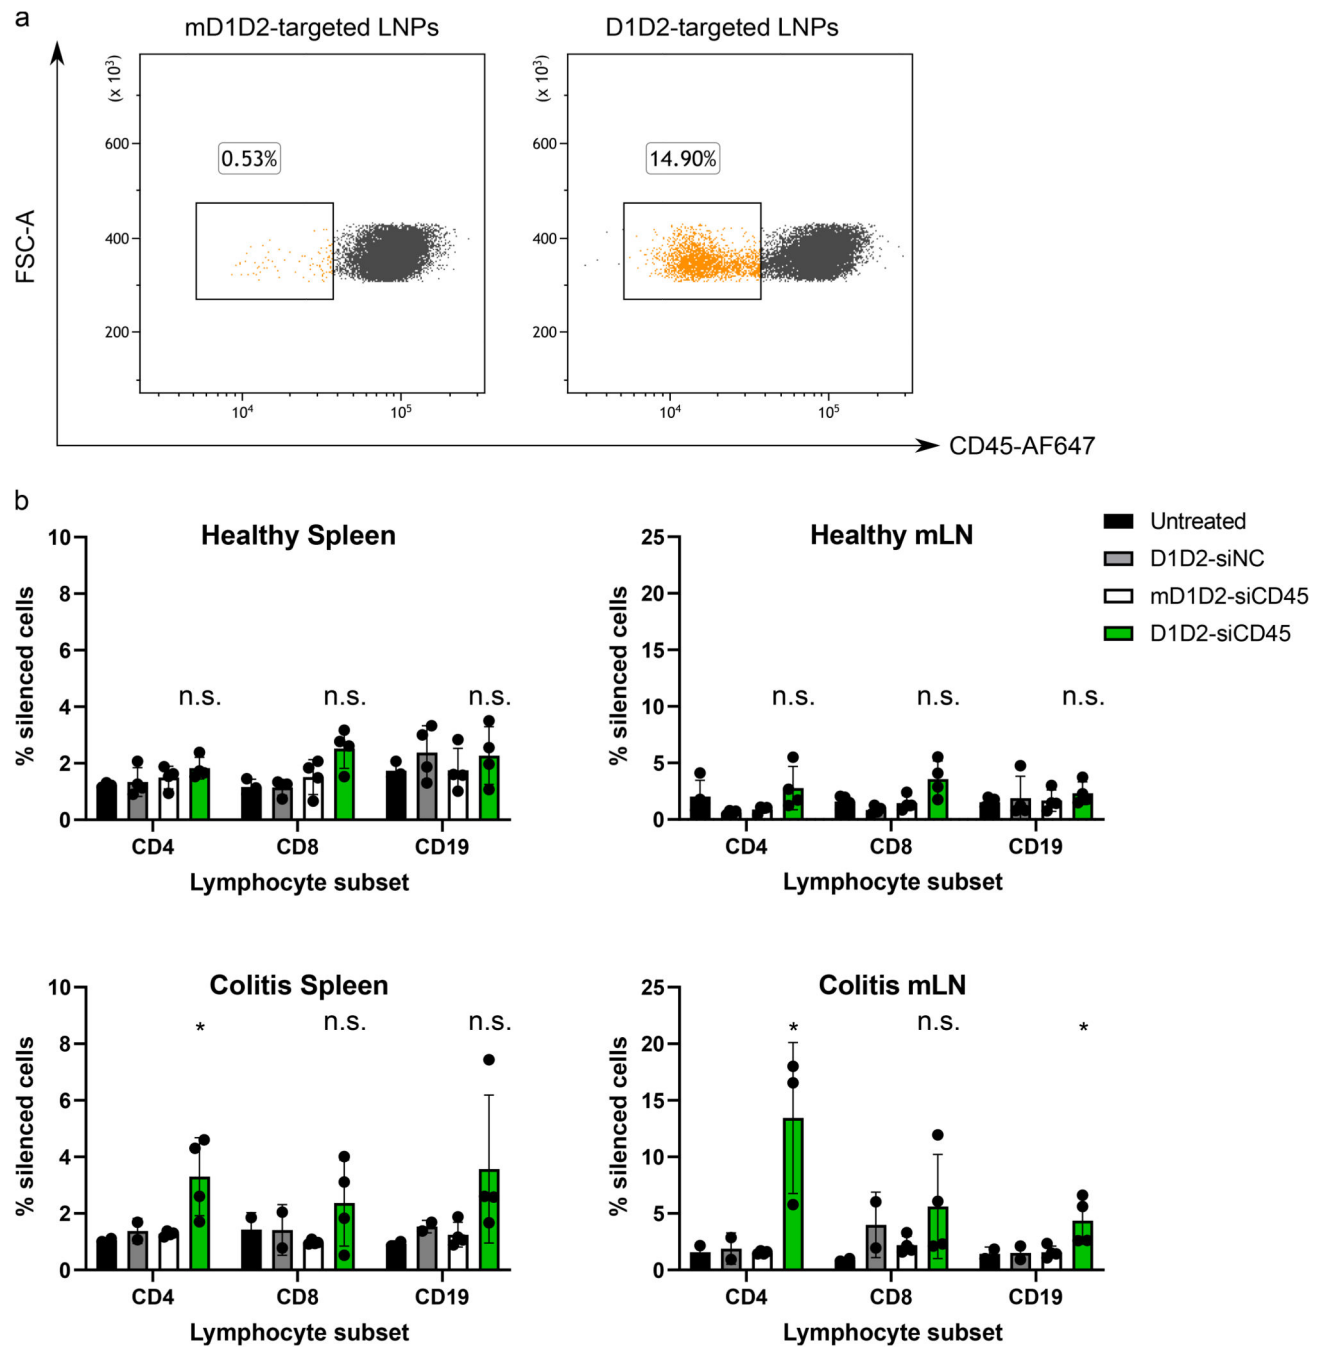 a
mD1D2-targeted LNPs
D1D2-targeted LNPs
(x 10³)
600
400
200
0.53%
10⁴
10⁵
(x 10³)
600
400
200
14.90%
10⁴
10⁵
FSC-A
CD45-AF647
b
Healthy Spleen
% silenced cells
10
8
6
4
2
0
n.s.
n.s.
n.s.
CD4
CD8
CD19
Lymphocyte subset
Healthy mLN
% silenced cells
25
20
15
10
5
0
n.s.
n.s.
n.s.
CD4
CD8
CD19
Lymphocyte subset
Untreated
D1D2-siNC
mD1D2-siCD45
D1D2-siCD45
Colitis Spleen
% silenced cells
10
8
6
4
2
0
*
n.s.
n.s.
CD4
CD8
CD19
Lymphocyte subset
Colitis mLN
% silenced cells
25
20
15
10
5
0
*
n.s.
*
CD4
CD8
CD19
Lymphocyte subset